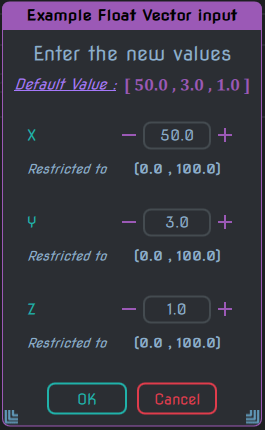 Example Float Vector input
Enter the new values
Default Value : [ 50.0 , 3.0 , 1.0 ]
X − 50.0 +
Restricted to (0.0 , 100.0)
Y − 3.0 +
Restricted to (0.0 , 100.0)
Z − 1.0 +
Restricted to (0.0 , 100.0)
OK Cancel